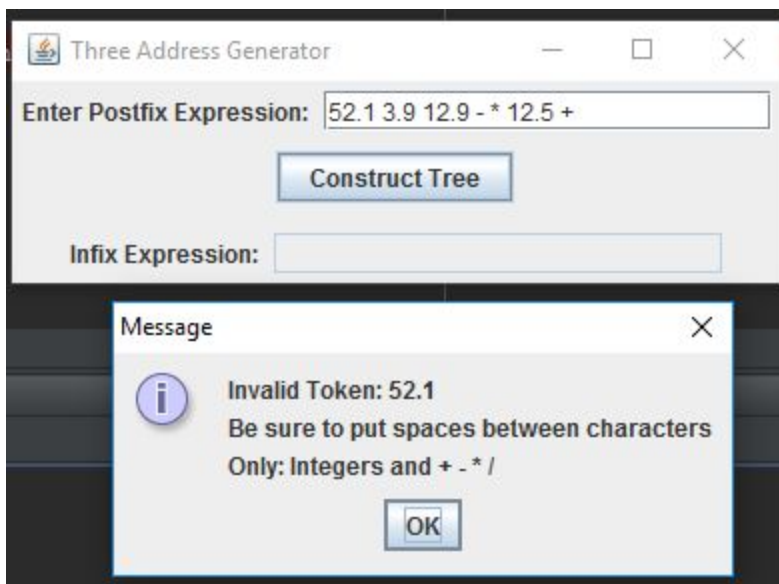 Three Address Generator
Enter Postfix Expression: 52.1 3.9 12.9 - * 12.5 +
Construct Tree
Infix Expression:
Message
Invalid Token: 52.1
Be sure to put spaces between characters
Only: Integers and + - * /
OK